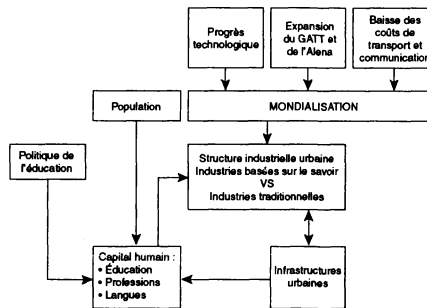 Progrès
technologique
Expansion
du GATT et
de l'Alena
Baisse des
coûts de
transport et
communication
Population
MONDIALISATION
Politique de
l'éducation
Structure industrielle urbaine
Industries basées sur le savoir
VS
Industries traditionnelles
Capital humain :
• Éducation
• Professions
• Langues
Infrastructures
urbaines